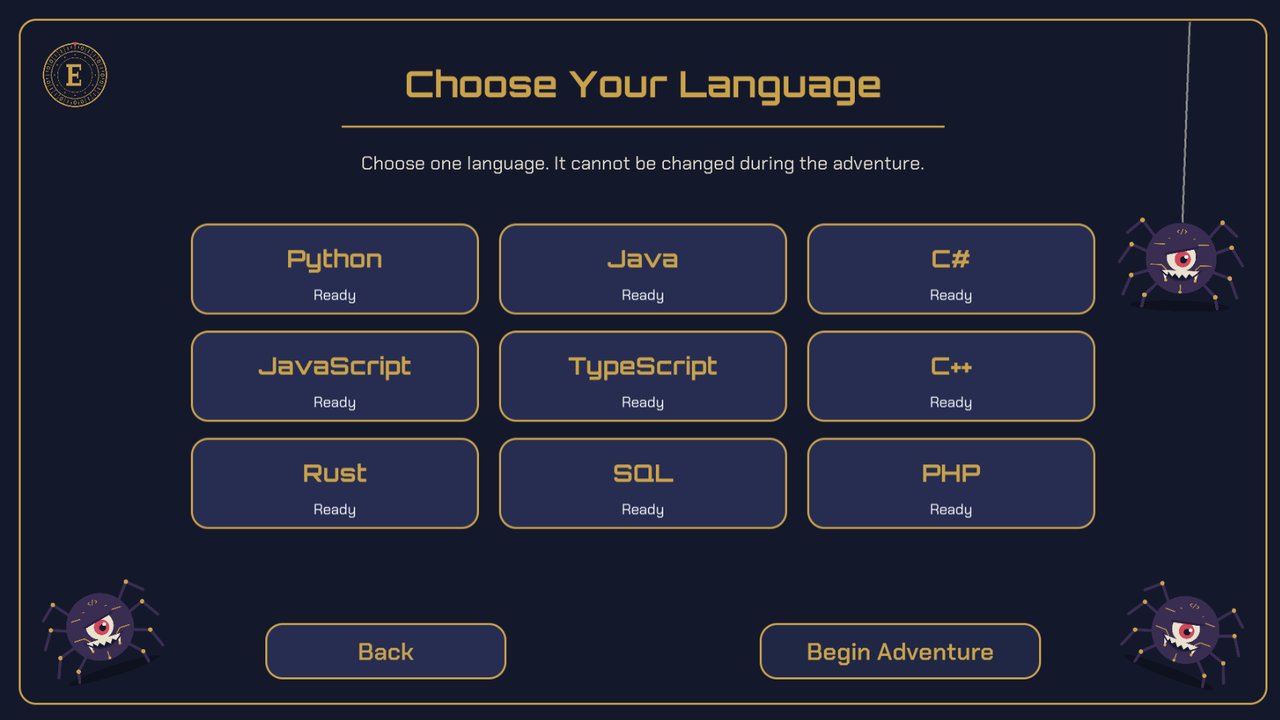 E
Choose Your Language
Choose one language. It cannot be changed during the adventure.
Python
Ready
Java
Ready
C#
Ready
JavaScript
Ready
TypeScript
Ready
C++
Ready
Rust
Ready
SQL
Ready
PHP
Ready
</>
</>
</>
Back
Begin Adventure